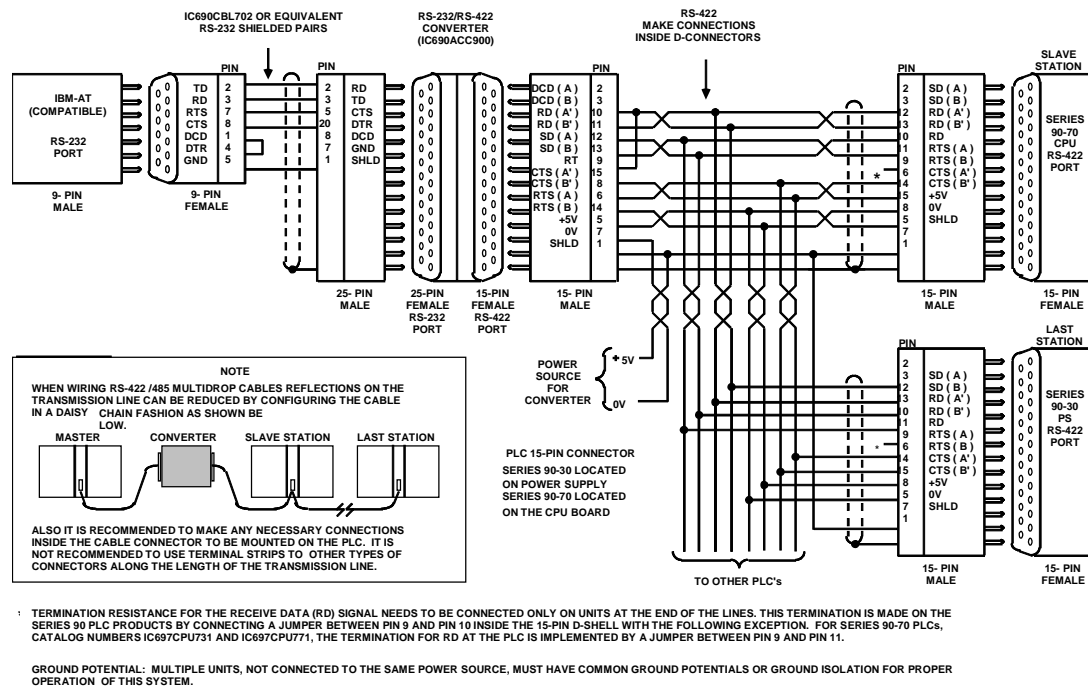 IC690CBL702 OR EQUIVALENT
RS-232 SHIELDED PAIRS
RS-232/RS-422
CONVERTER
(IC690ACC900)
RS-422
MAKE CONNECTIONS
INSIDE D-CONNECTORS
IBM-AT
(COMPATIBLE)
RS-232
PORT
9- PIN
MALE
PIN
TD 2
RD 3
RTS 7
CTS 8
DCD 1
DTR 4
GND 5
9- PIN
FEMALE
PIN
2 RD
3 TD
5 CTS
20 DTR
8 DCD
7 GND
1 SHLD
25- PIN
MALE
25-PIN
FEMALE
RS-232
PORT
15-PIN
FEMALE
RS-422
PORT
PIN
DCD ( A ) 2
DCD ( B ) 3
RD ( A' ) 10
RD ( B' ) 11
SD ( A ) 12
SD ( B ) 13
RT 9
CTS ( A' ) 15
CTS ( B' ) 8
RTS ( A ) 6
RTS ( B ) 14
+5V 5
0V 7
SHLD 1
15- PIN
MALE
SLAVE
STATION
PIN
2 SD ( A )
3 SD ( B )
12 RD ( A' )
13 RD ( B' )
10 RD
11 RTS ( A )
9 RTS ( B )
* 6 CTS ( A' )
14 CTS ( B' )
15 +5V
8 0V
5 SHLD
7
1
SERIES
90-70
CPU
RS-422
PORT
15- PIN
MALE
15- PIN
FEMALE
LAST
STATION
PIN
2
3 SD ( A )
12 SD ( B )
13 RD ( A' )
10 RD ( B' )
11 RD
9 RTS ( A )
* 6 RTS ( B )
14 CTS ( A' )
15 CTS ( B' )
8 +5V
5 0V
7 SHLD
1
SERIES
90-30
PS
RS-422
PORT
15- PIN
MALE
15- PIN
FEMALE
POWER
SOURCE
FOR
CONVERTER
+ 5V
0V
PLC 15-PIN CONNECTOR
SERIES 90-30 LOCATED
ON POWER SUPPLY
SERIES 90-70 LOCATED
ON THE CPU BOARD
TO OTHER PLC's
NOTE
WHEN WIRING RS-422 /485 MULTIDROP CABLES REFLECTIONS ON THE
TRANSMISSION LINE CAN BE REDUCED BY CONFIGURING THE CABLE
IN A DAISY CHAIN FASHION AS SHOWN BE
LOW.
MASTER CONVERTER SLAVE STATION LAST STATION
ALSO IT IS RECOMMENDED TO MAKE ANY NECESSARY CONNECTIONS
INSIDE THE CABLE CONNECTOR TO BE MOUNTED ON THE PLC. IT IS
NOT RECOMMENDED TO USE TERMINAL STRIPS TO OTHER TYPES OF
CONNECTORS ALONG THE LENGTH OF THE TRANSMISSION LINE.
TERMINATION RESISTANCE FOR THE RECEIVE DATA (RD) SIGNAL NEEDS TO BE CONNECTED ONLY ON UNITS AT THE END OF THE LINES. THIS TERMINATION IS MADE ON THE
SERIES 90 PLC PRODUCTS BY CONNECTING A JUMPER BETWEEN PIN 9 AND PIN 10 INSIDE THE 15-PIN D-SHELL WITH THE FOLLOWING EXCEPTION. FOR SERIES 90-70 PLCs,
CATALOG NUMBERS IC697CPU731 AND IC697CPU771, THE TERMINATION FOR RD AT THE PLC IS IMPLEMENTED BY A JUMPER BETWEEN PIN 9 AND PIN 11.
GROUND POTENTIAL: MULTIPLE UNITS, NOT CONNECTED TO THE SAME POWER SOURCE, MUST HAVE COMMON GROUND POTENTIALS OR GROUND ISOLATION FOR PROPER
OPERATION OF THIS SYSTEM.